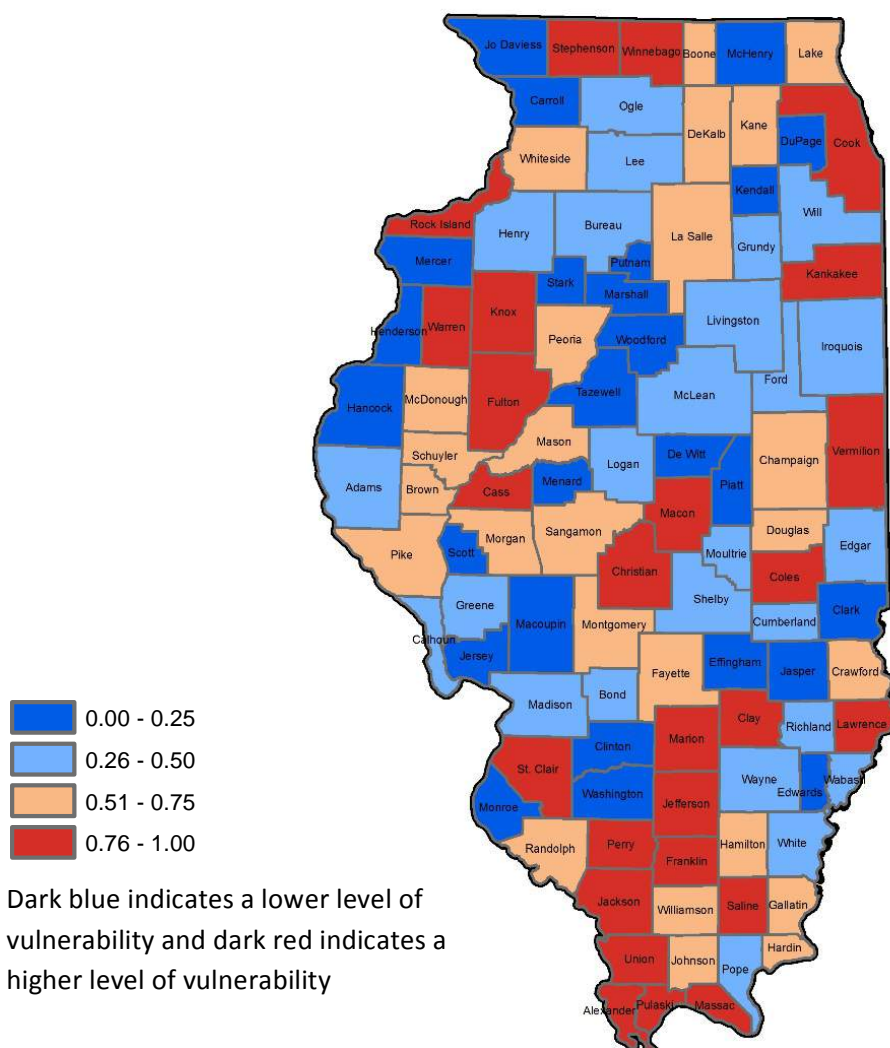 Jo Daviess
Stephenson
Winnebago
Boone
McHenry
Lake
Carroll
Ogle
DeKalb
Kane
DuPage
Cook
Whiteside
Lee
Kendall
Will
Rock Island
Henry
Bureau
La Salle
Grundy
Mercer
Putnam
Kankakee
Stark
Marshall
Henderson
Warren
Knox
Peoria
Woodford
Livingston
Iroquois
Ford
Hancock
McDonough
Fulton
Tazewell
McLean
Mason
Schuyler
Logan
De Witt
Champaign
Vermilion
Adams
Brown
Cass
Menard
Piatt
Macon
Sangamon
Morgan
Douglas
Pike
Scott
Moultrie
Edgar
Christian
Coles
Greene
Shelby
Macoupin
Montgomery
Cumberland
Clark
Calhoun
Jersey
Fayette
Effingham
Jasper
Crawford
Madison
Bond
Clay
Richland
Lawrence
Clinton
Marion
St. Clair
Wayne
Wabash
Monroe
Washington
Jefferson
Edwards
Randolph
Perry
Hamilton
White
Franklin
Jackson
Williamson
Saline
Gallatin
Union
Johnson
Pope
Hardin
Alexander
Pulaski
Massac
0.00 - 0.25
0.26 - 0.50
0.51 - 0.75
0.76 - 1.00
Dark blue indicates a lower level of
vulnerability and dark red indicates a
higher level of vulnerability